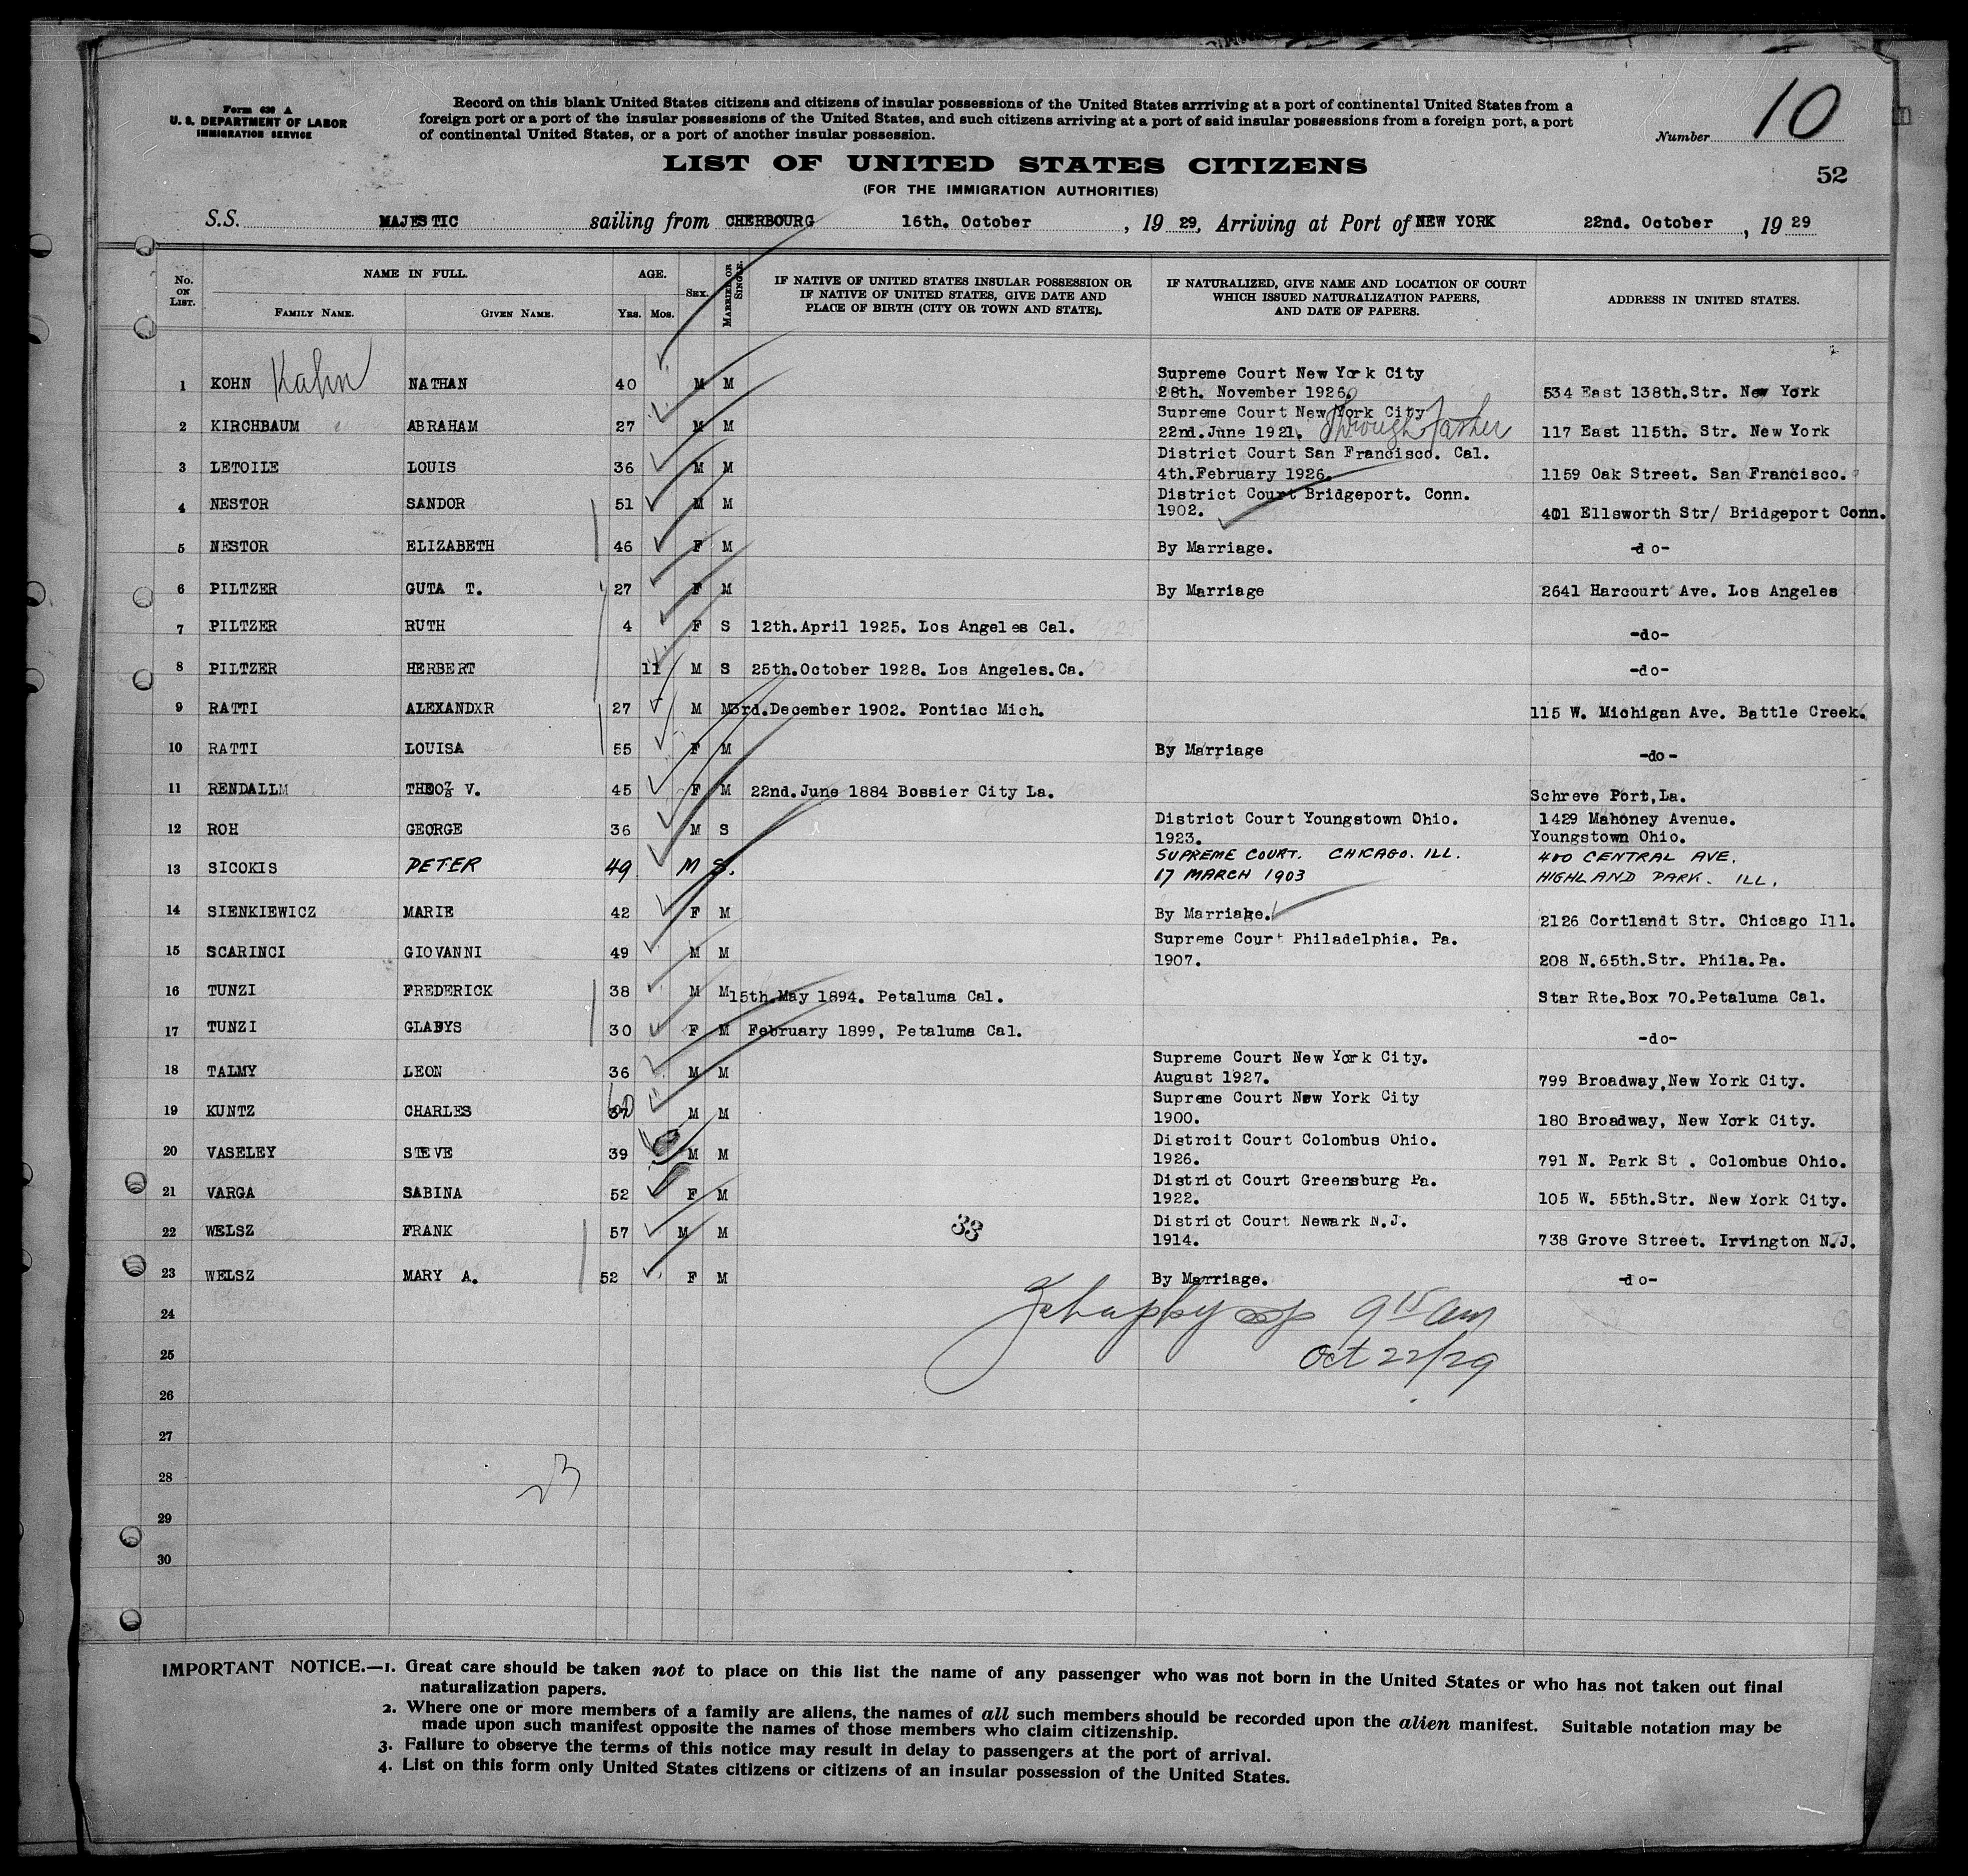 Form 630 A
U. S. DEPARTMENT OF LABOR
IMMIGRATION SERVICE
Record on this blank United States citizens and citizens of insular possessions of the United States arrriving at a port of continental United States from a
foreign port or a port of the insular possessions of the United States, and such citizens arriving at a port of said insular possessions from a foreign port, a port
of continental United States, or a port of another insular possession.
Number 10
LIST OF UNITED STATES CITIZENS
52
(FOR THE IMMIGRATION AUTHORITIES)
S.S. MAJESTIC sailing from CHERBOURG 16th. October, 19 29, Arriving at Port of NEW YORK 22nd. October, 19 29
No. ON LIST. NAME IN FULL. FAMILY NAME. GIVEN NAME. AGE. YRS. MOS. SEX. MARRIED OR SINGLE. IF NATIVE OF UNITED STATES INSULAR POSSESSION OR IF NATIVE OF UNITED STATES, GIVE DATE AND PLACE OF BIRTH (CITY OR TOWN AND STATE). IF NATURALIZED, GIVE NAME AND LOCATION OF COURT WHICH ISSUED NATURALIZATION PAPERS, AND DATE OF PAPERS. ADDRESS IN UNITED STATES.
1 KOHN Kahn NATHAN 40 M M Supreme Court New York City 28th. November 1926. 534 East 138th.Str. New York
2 KIRCHBAUM ABRAHAM 27 M M Supreme Court New York City 22nd.June 1921. Through Father 117 East 115th. Str. New York
3 LETOILE LOUIS 36 M M District Court San Francisco. Cal. 4th.February 1926. 1159 Oak Street. San Francisco.
4 NESTOR SANDOR 51 M M District Court Bridgeport. Conn. 1902. 401 Ellsworth Str/ Bridgeport Conn.
5 NESTOR ELIZABETH 46 F M By Marriage. -do-
6 PILTZER GUTA T. 27 F M By Marriage 2641 Harcourt Ave. Los Angeles
7 PILTZER RUTH 4 F S 12th.April 1925. Los Angeles Cal. -do-
8 PILTZER HERBERT 11 M S 25th.October 1928. Los Angeles.Ca. -do-
9 RATTI ALEXANDXR 27 M M 3rd.December 1902. Pontiac Mich. 115 W. Michigan Ave. Battle Creek.
10 RATTI LOUISA 55 F M By Marriage -do-
11 RENDALL V. 45 F M 22nd.June 1884 Bossier City La. Schreve Port,La.
12 ROH GEORGE 36 M S District Court Youngstown Ohio. 1923. 1429 Mahoney Avenue. Youngstown Ohio.
13 SICOKIS PETER 49 M S. SUPREME COURT. CHICAGO. ILL. 17 MARCH 1903 400 CENTRAL AVE. HIGHLAND PARK. ILL.
14 SIENKIEWICZ MARIE 42 F M By Marriage. 2126 Cortlandt Str. Chicago Ill.
15 SCARINCI GIOVANNI 49 M M Supreme Court Philadelphia. Pa. 1907. 208 N.65th.Str. Phila.Pa.
16 TUNZI FREDERICK 38 M M 15th.May 1894. Petaluma Cal. Star Rte.Box 70.Petaluma Cal.
17 TUNZI GLADYS 30 F M February 1899, Petaluma Cal. -do-
18 TALMY LEON 36 M M Supreme Court New York City. August 1927. 799 Broadway,New York City.
19 KUNTZ CHARLES 60 M M Supreme Court New York City 1900. 180 Broadway, New York City.
20 VASELEY STEVE 39 M M Distroit Court Colombus Ohio. 1926. 791 N. Park St . Colombus Ohio.
21 VARGA SABINA 52 F M District Court Greensburg Pa. 1922. 105 W. 55th.Str. New York City.
22 WELSZ FRANK 57 M M 33 District Court Newark N.J. 1914. 738 Grove Street. Irvington N.J.
23 WELSZ MARY A. 52 F M By Marriage. -do-
24
9 15 am
25
Oct 22/29
26
27
28
23
29
30
IMPORTANT NOTICE.—1. Great care should be taken not to place on this list the name of any passenger who was not born in the United States or who has not taken out final
naturalization papers.
2. Where one or more members of a family are aliens, the names of all such members should be recorded upon the alien manifest. Suitable notation may be
made upon such manifest opposite the names of those members who claim citizenship.
3. Failure to observe the terms of this notice may result in delay to passengers at the port of arrival.
4. List on this form only United States citizens or citizens of an insular possession of the United States.